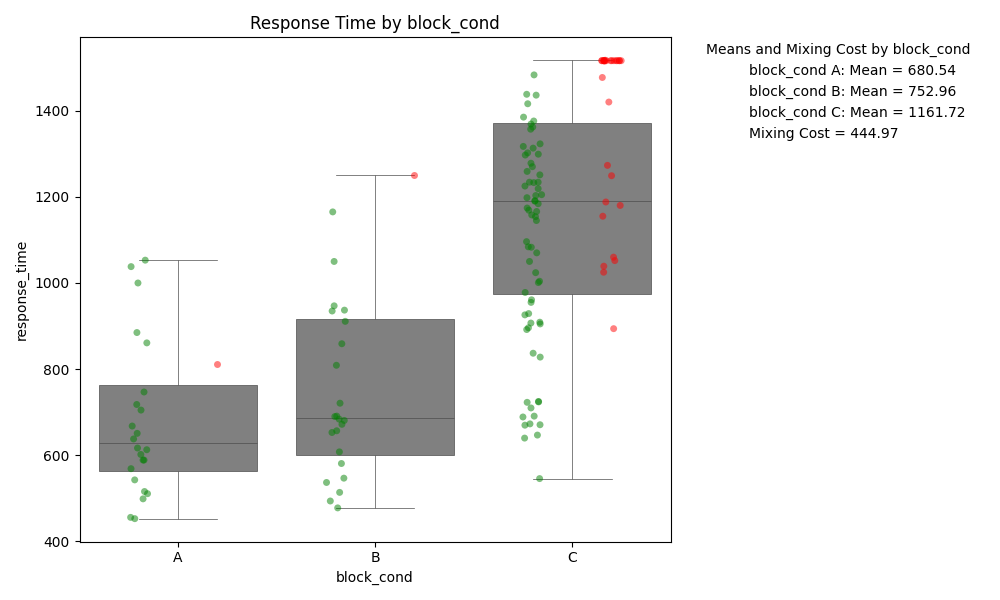 Response Time by block_cond
Means and Mixing Cost by block_cond
block_cond A: Mean = 680.54
block_cond B: Mean = 752.96
block_cond C: Mean = 1161.72
Mixing Cost = 444.97
response_time
1400
1200
1000
800
600
400
A B C
block_cond